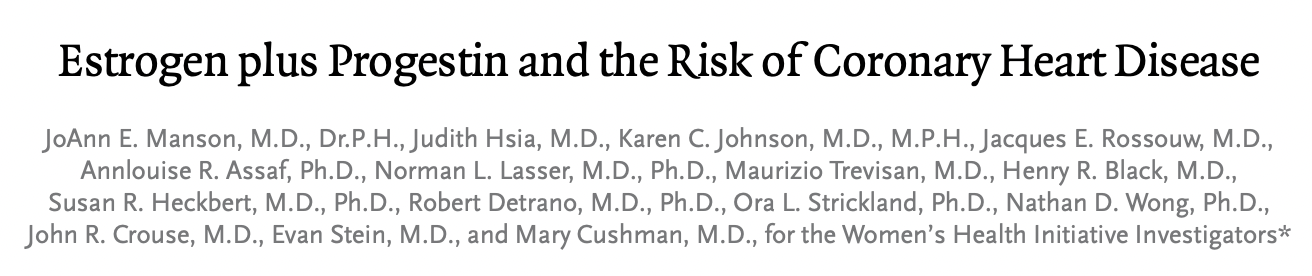 Estrogen plus Progestin and the Risk of Coronary Heart Disease
JoAnn E. Manson, M.D., Dr.P.H., Judith Hsia, M.D., Karen C. Johnson, M.D., M.P.H., Jacques E. Rossouw, M.D.,
Annlouise R. Assaf, Ph.D., Norman L. Lasser, M.D., Ph.D., Maurizio Trevisan, M.D., Henry R. Black, M.D.,
Susan R. Heckbert, M.D., Ph.D., Robert Detrano, M.D., Ph.D., Ora L. Strickland, Ph.D., Nathan D. Wong, Ph.D.,
John R. Crouse, M.D., Evan Stein, M.D., and Mary Cushman, M.D., for the Women’s Health Initiative Investigators*